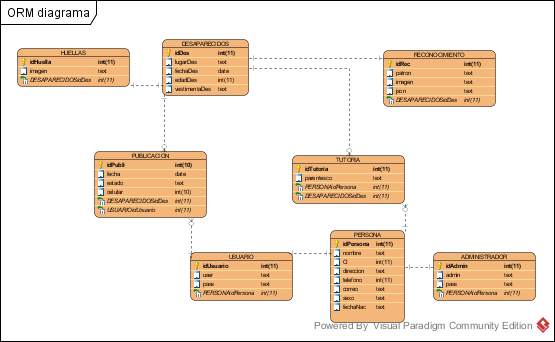 ORM diagrama
HUELLAS
idHuella int(11)
imagen text
DESAPARECIDOSidDes int(11)
DESAPARECIDOS
idDes int(11)
lugarDes text
fechaDes date
edadDes int(11)
vestimentaDes text
RECONOCIMIENTO
idRec int(11)
patron text
imagen text
json text
DESAPARECIDOSidDes int(11)
PUBLICACION
idPubli int(10)
fecha date
estado text
celular int(10)
DESAPARECIDOSidDes int(11)
USUARIOidUsuario int(11)
TUTORIA
idTutoria int(11)
parentesco text
PERSONAidPersona int(11)
DESAPARECIDOSidDes int(11)
USUARIO
idUsuario int(11)
user text
pass text
PERSONAidPersona int(11)
PERSONA
idPersona int(11)
nombre text
CI int(11)
direccion text
telefono int(11)
correo text
sexo text
fechaNac text
ADMINISTRADOR
idAdmin int(11)
admin text
pass text
PERSONAidPersona int(11)
Powered By Visual Paradigm Community Edition